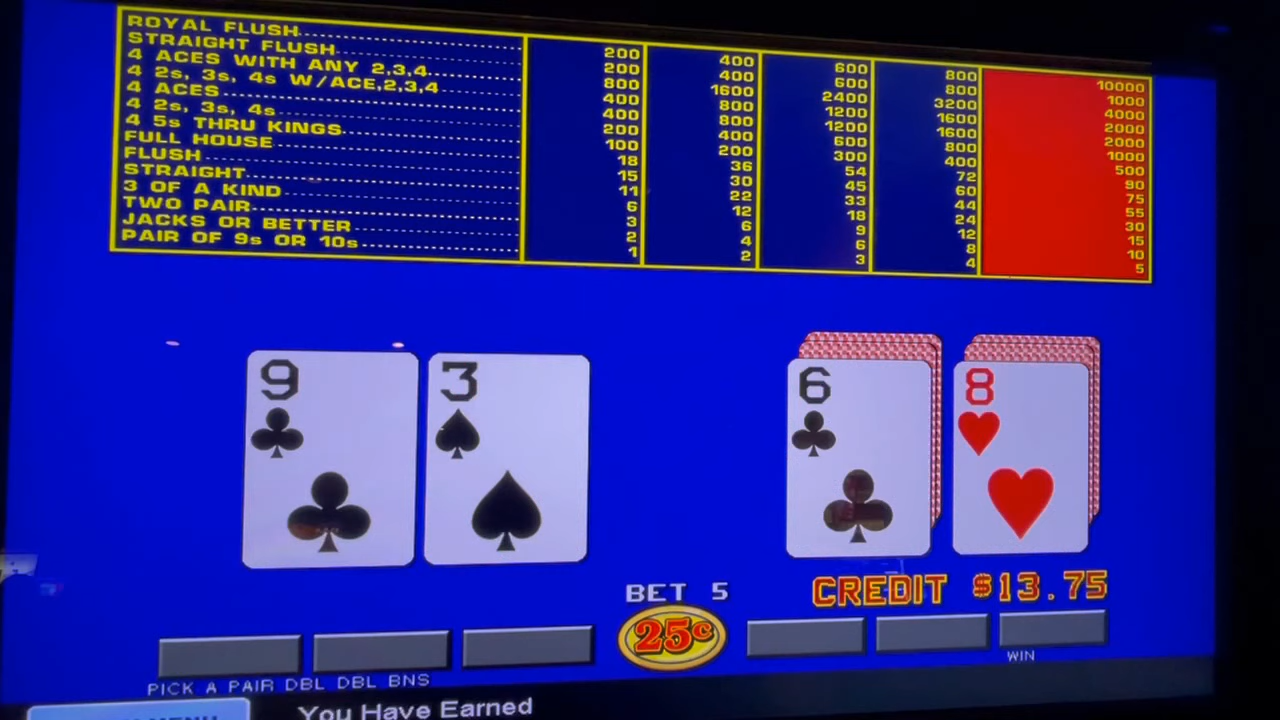 ROYAL FLUSH 200 400 600 800 10000
STRAIGHT FLUSH 200 400 600 800 1000
4 ACES WITH ANY 2,3,4 800 1600 2400 3200 4000
4 2s, 3s, 4s W/ACE,2,3,4 400 800 1200 1600 2000
4 ACES 400 800 1200 1600 2000
4 2s, 3s, 4s 200 400 600 800 1000
4 5s THRU KINGS 100 200 300 400 500
FULL HOUSE 18 36 54 72 90
FLUSH 15 30 45 60 75
STRAIGHT 11 22 33 44 55
3 OF A KIND 6 12 18 24 30
TWO PAIR 3 6 9 12 15
JACKS OR BETTER 2 4 6 8 10
PAIR OF 9s OR 10s 1 2 3 4 5
9 3 6 8
BET 5
CREDIT $13.75
25¢
WIN
PICK A PAIR DBL DBL BNS
You Have Earned